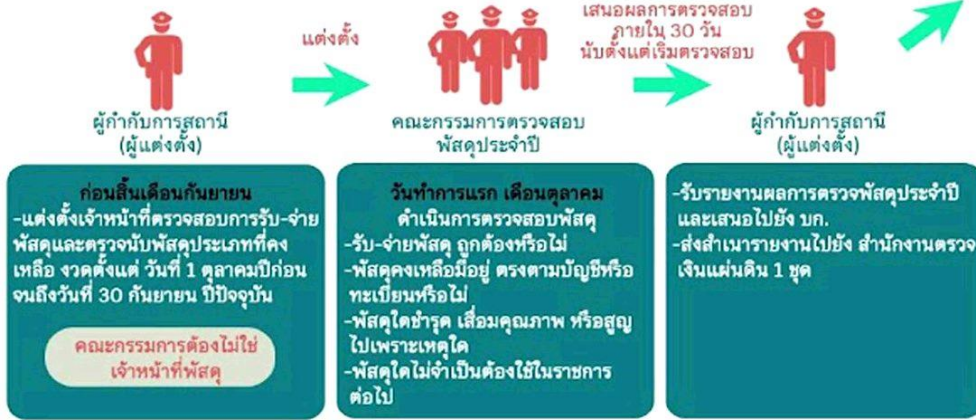 แต่งตั้ง
เสนอผลการตรวจสอบ
ภายใน 30 วัน
นับตั้งแต่เริ่มตรวจสอบ
ผู้กำกับการสถานี
(ผู้แต่งตั้ง)
คณะกรรมการตรวจสอบ
พัสดุประจำปี
ผู้กำกับการสถานี
(ผู้แต่งตั้ง)
ก่อนสิ้นเดือนกันยายน
-แต่งตั้งเจ้าหน้าที่ตรวจสอบการรับ-จ่าย
พัสดุและตรวจนับพัสดุประเภทที่คง
เหลือ งวดตั้งแต่ วันที่ 1 ตุลาคมปีก่อน
จนถึงวันที่ 30 กันยายน ปีปัจจุบัน
คณะกรรมการต้องไม่ใช่
เจ้าหน้าที่พัสดุ
วันทำการแรก เดือนตุลาคม
ดำเนินการตรวจสอบพัสดุ
-รับ-จ่ายพัสดุ ถูกต้องหรือไม่
-พัสดุคงเหลือมีอยู่ ตรงตามบัญชีหรือ
ทะเบียนหรือไม่
-พัสดุใดชำรุด เสื่อมคุณภาพ หรือสูญ
ไปเพราะเหตุใด
-พัสดุใดไม่จำเป็นต้องใช้ในราชการ
ต่อไป
-รับรายงานผลการตรวจพัสดุประจำปี
และเสนอไปยัง บก.
-ส่งสำเนารายงานไปยัง สำนักงานตรวจ
เงินแผ่นดิน 1 ชุด